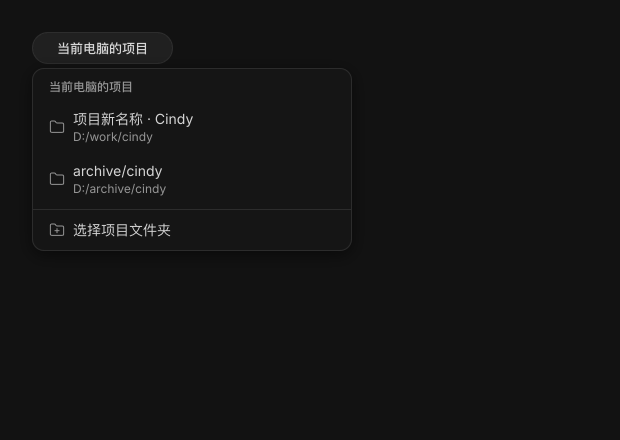 当前电脑的项目
当前电脑的项目
项目新名称 · Cindy
D:/work/cindy
archive/cindy
D:/archive/cindy
选择项目文件夹